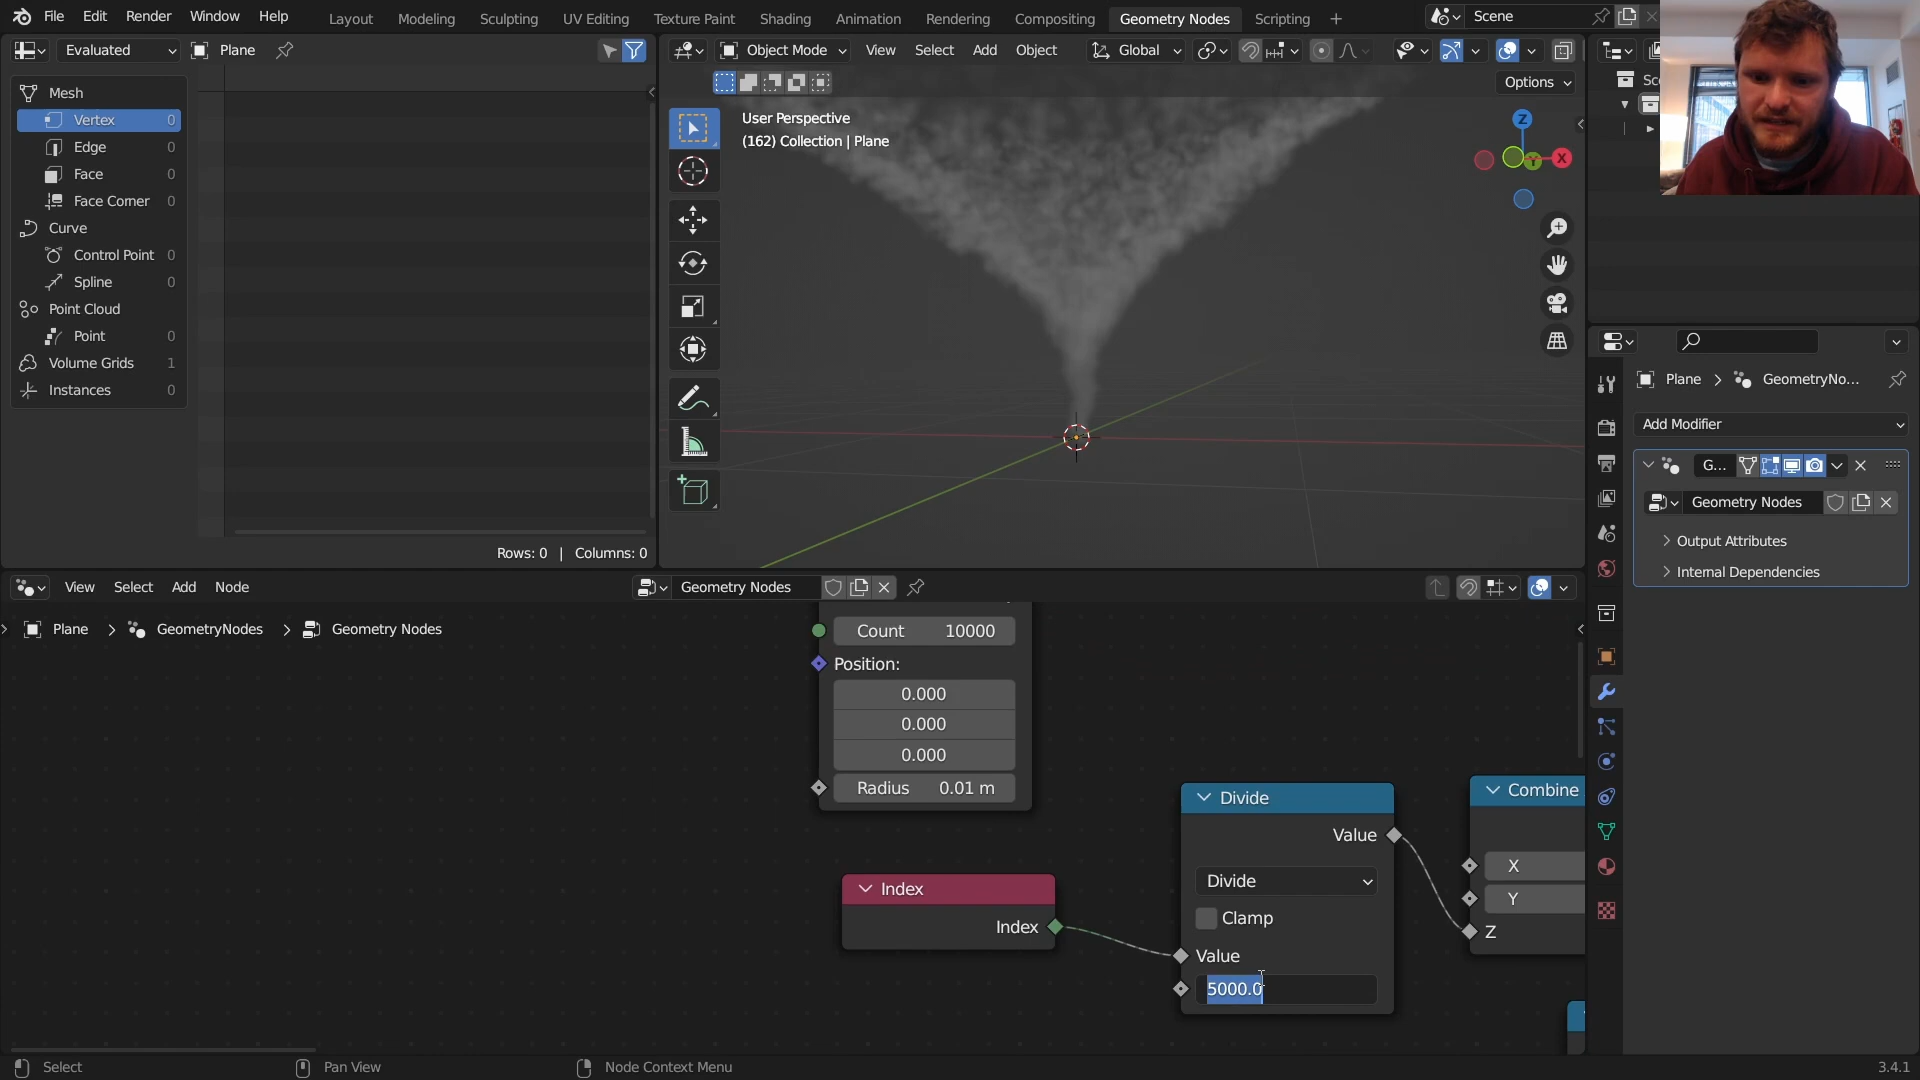 File Edit Render Window Help Layout Modeling Sculpting UV Editing Texture Paint Shading Animation Rendering Compositing Geometry Nodes Scripting + Scene
Evaluated Plane
Object Mode View Select Add Object Global
Options
Mesh
Vertex 0
Edge 0
Face 0
Face Corner 0
Curve
Control Point 0
Spline 0
Point Cloud
Point 0
Volume Grids 1
Instances 0
Rows: 0 | Columns: 0
User Perspective
(162) Collection | Plane
Z
X
Y
Plane > GeometryNo...
Add Modifier
G...
Geometry Nodes
Output Attributes
Internal Dependencies
View Select Add Node Geometry Nodes
Plane > GeometryNodes > Geometry Nodes
Count 10000
Position:
0.000
0.000
0.000
Radius 0.01 m
Index
Index
Divide
Value
Divide
Clamp
Value
5000.0
Combine
X
Y
Z
Select Pan View Node Context Menu 3.4.1